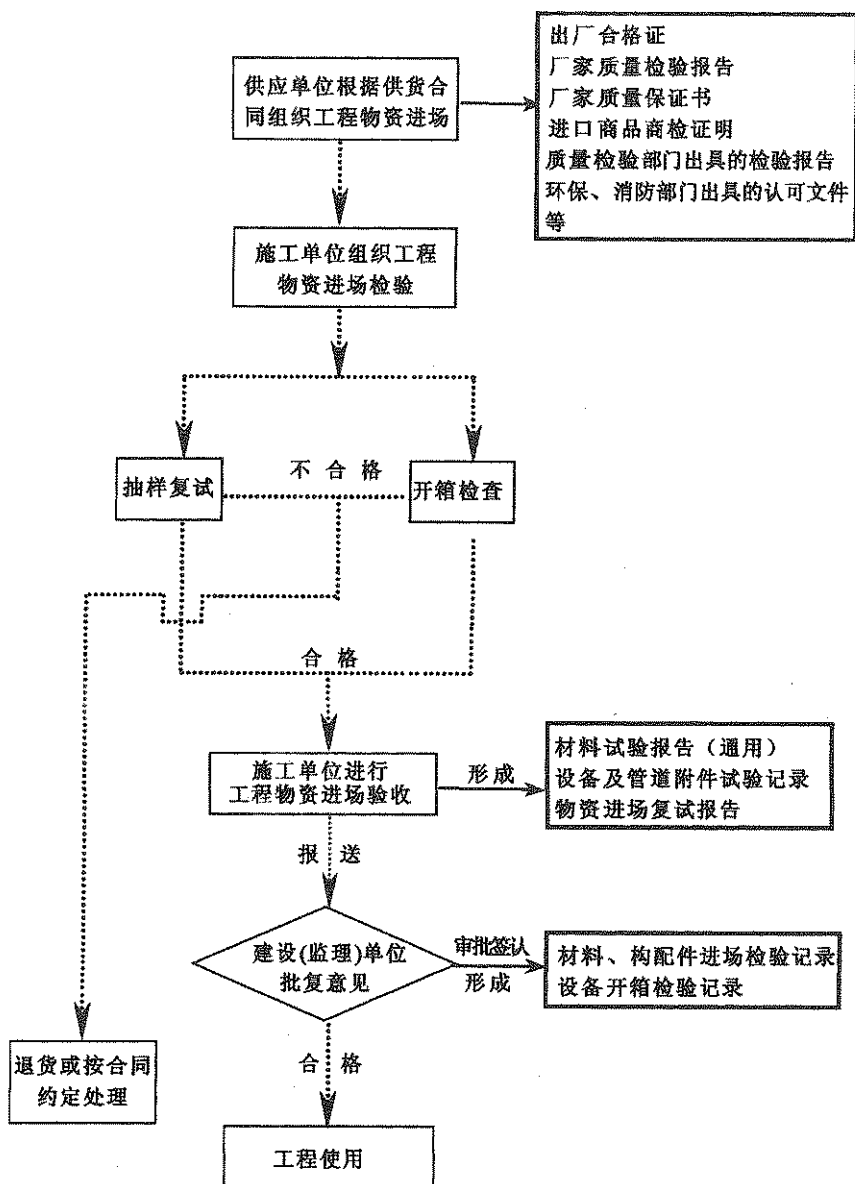 供应单位根据供货合
同组织工程物资进场
出厂合格证
厂家质量检验报告
厂家质量保证书
进口商品商检证明
质量检验部门出具的检验报告
环保、消防部门出具的认可文件
等
施工单位组织工程
物资进场检验
抽样复试
不合格
开箱检查
合格
施工单位进行
工程物资进场验收
形成
材料试验报告（通用）
设备及管道附件试验记录
物资进场复试报告
报送
建设(监理)单位
批复意见
审批签认
形成
材料、构配件进场检验记录
设备开箱检验记录
退货或按合同
约定处理
合格
工程使用